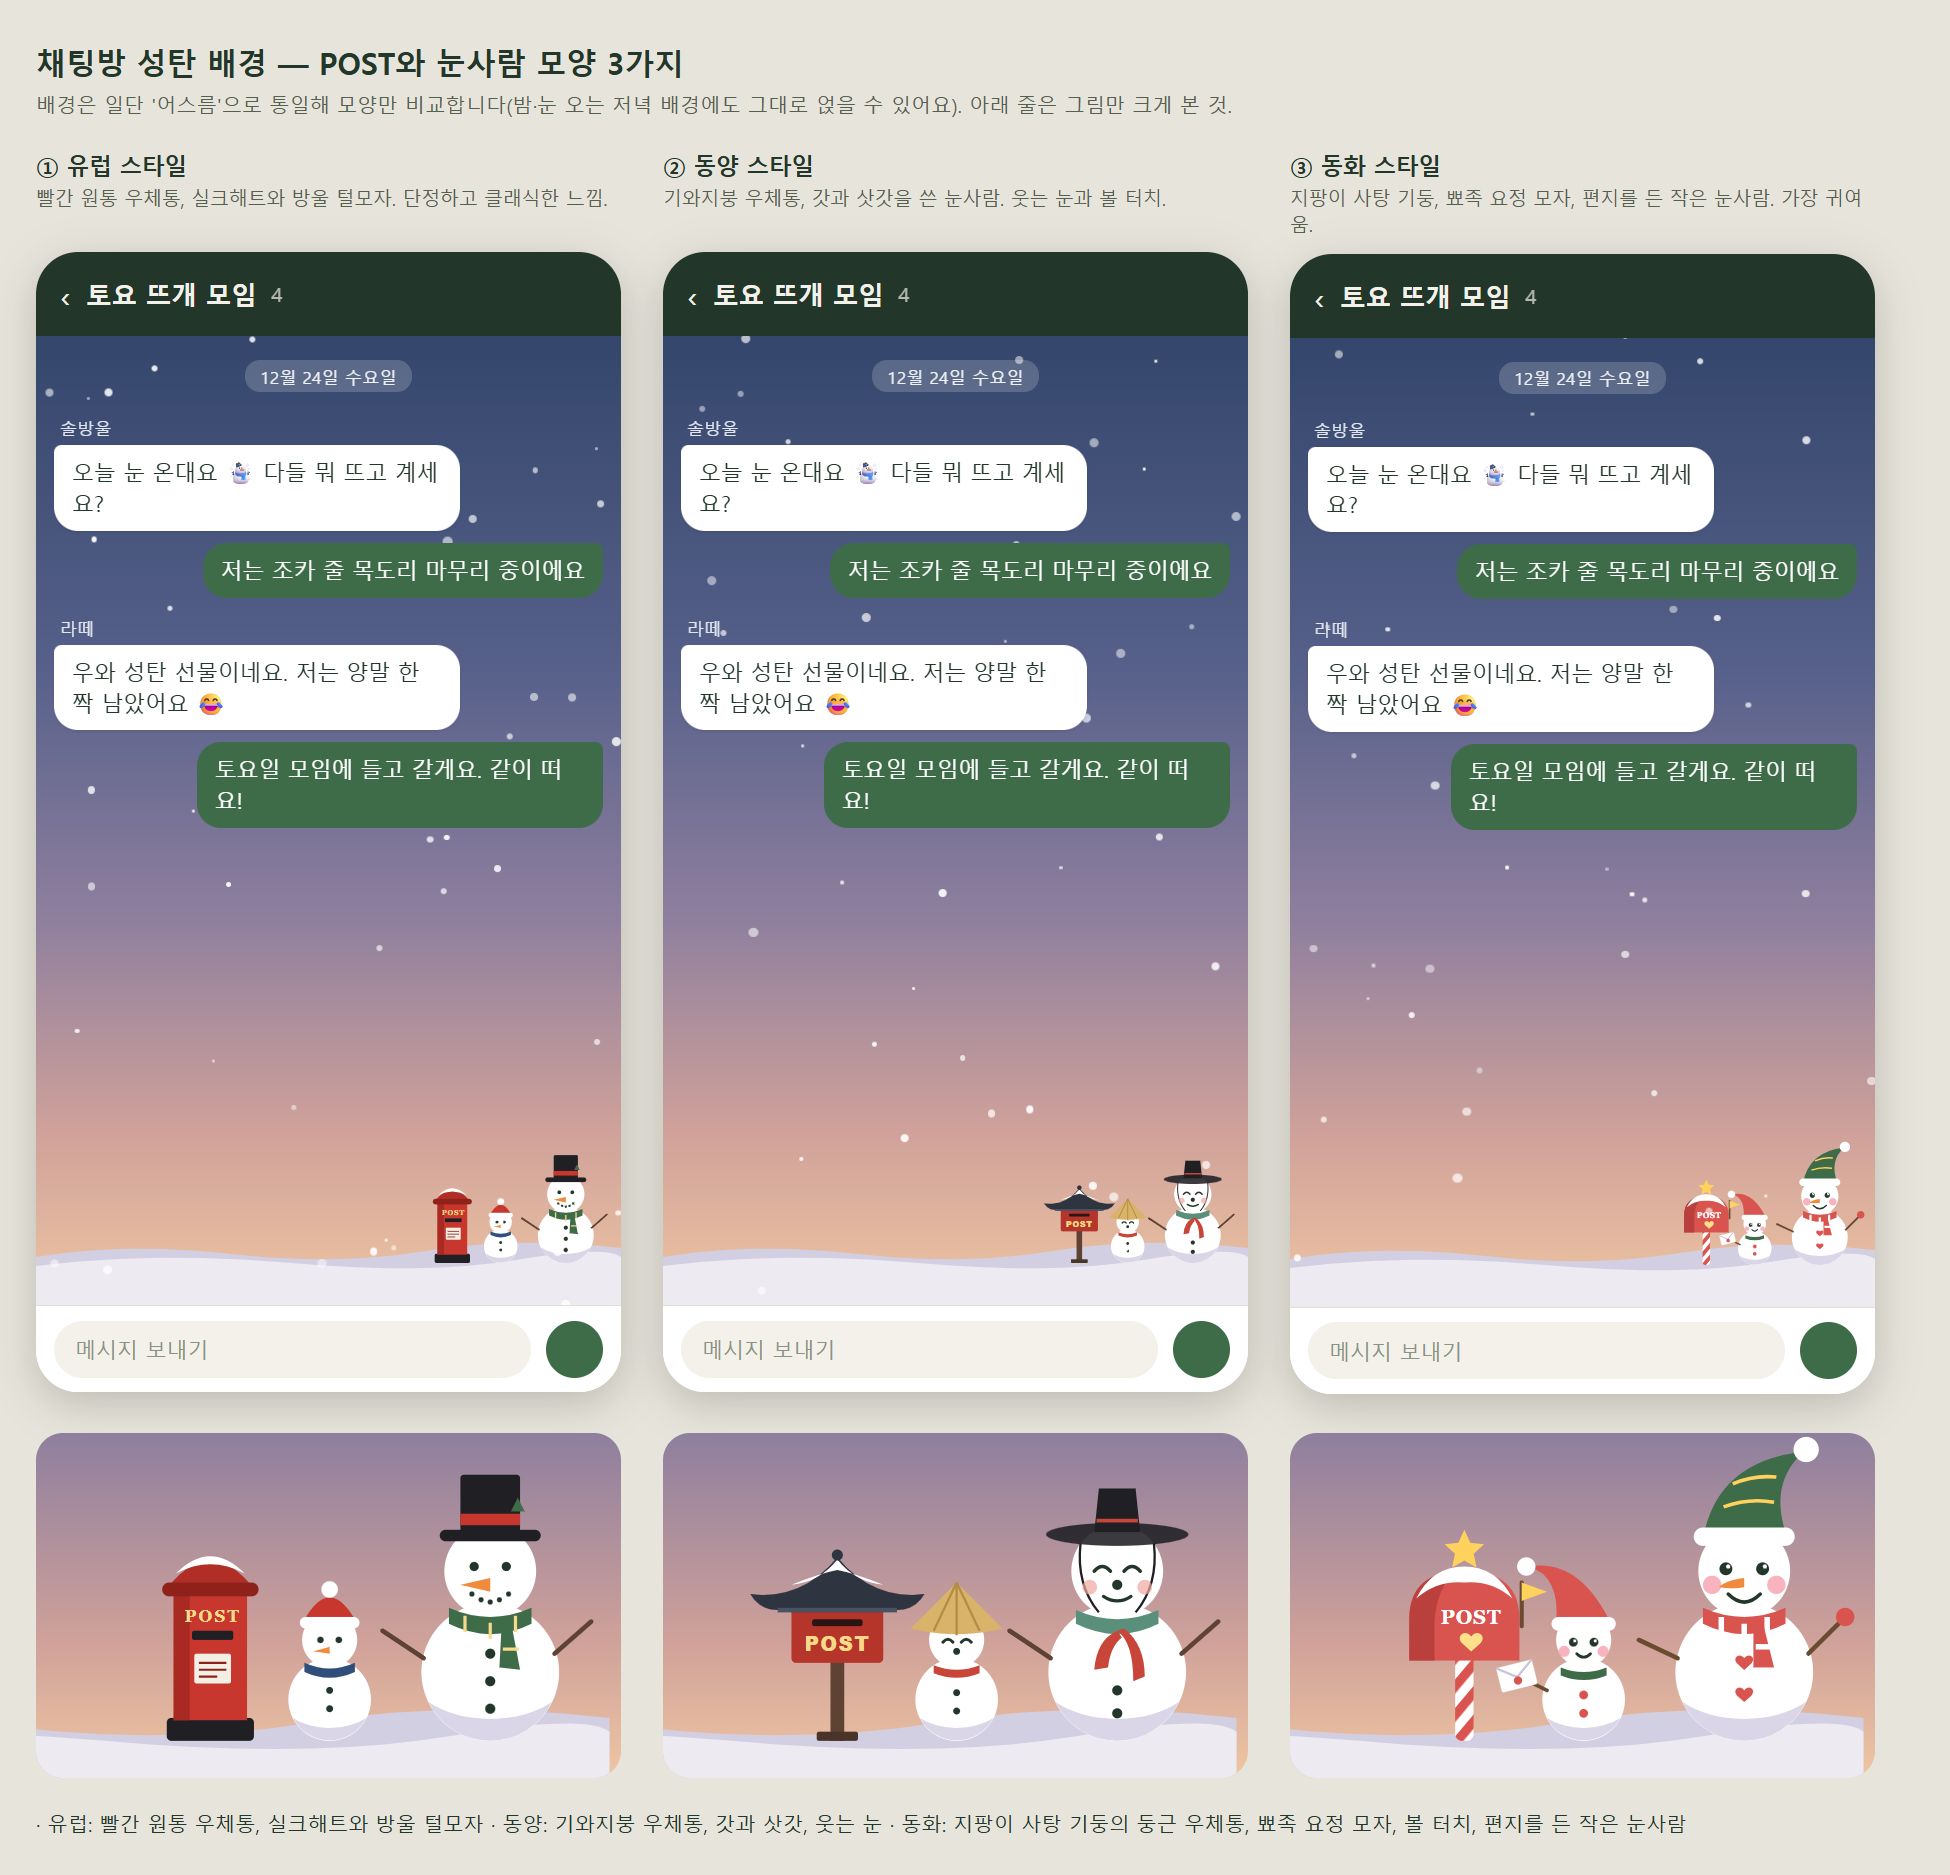 채팅방 성탄 배경 — POST와 눈사람 모양 3가지
배경은 일단 '어스름'으로 통일해 모양만 비교합니다(밤·눈 오는 저녁 배경에도 그대로 얹을 수 있어요). 아래 줄은 그림만 크게 본 것.
① 유럽 스타일
빨간 원통 우체통, 실크해트와 방울 털모자. 단정하고 클래식한 느낌.
‹ 토요 뜨개 모임 4
12월 24일 수요일
솔방울
오늘 눈 온대요 ☃️ 다들 뭐 뜨고 계세
요?
저는 조카 줄 목도리 마무리 중이에요
라떼
우와 성탄 선물이네요. 저는 양말 한
짝 남았어요 😂
토요일 모임에 들고 갈게요. 같이 떠
요!
POST
메시지 보내기
POST
② 동양 스타일
기와지붕 우체통, 갓과 삿갓을 쓴 눈사람. 웃는 눈과 볼 터치.
‹ 토요 뜨개 모임 4
12월 24일 수요일
솔방울
오늘 눈 온대요 ☃️ 다들 뭐 뜨고 계세
요?
저는 조카 줄 목도리 마무리 중이에요
라떼
우와 성탄 선물이네요. 저는 양말 한
짝 남았어요 😂
토요일 모임에 들고 갈게요. 같이 떠
요!
POST
메시지 보내기
POST
③ 동화 스타일
지팡이 사탕 기둥, 뾰족 요정 모자, 편지를 든 작은 눈사람. 가장 귀여
움.
‹ 토요 뜨개 모임 4
12월 24일 수요일
솔방울
오늘 눈 온대요 ☃️ 다들 뭐 뜨고 계세
요?
저는 조카 줄 목도리 마무리 중이에요
라떼
우와 성탄 선물이네요. 저는 양말 한
짝 남았어요 😂
토요일 모임에 들고 갈게요. 같이 떠
요!
POST
메시지 보내기
POST
· 유럽: 빨간 원통 우체통, 실크해트와 방울 털모자 · 동양: 기와지붕 우체통, 갓과 삿갓, 웃는 눈 · 동화: 지팡이 사탕 기둥의 둥근 우체통, 뾰족 요정 모자, 볼 터치, 편지를 든 작은 눈사람